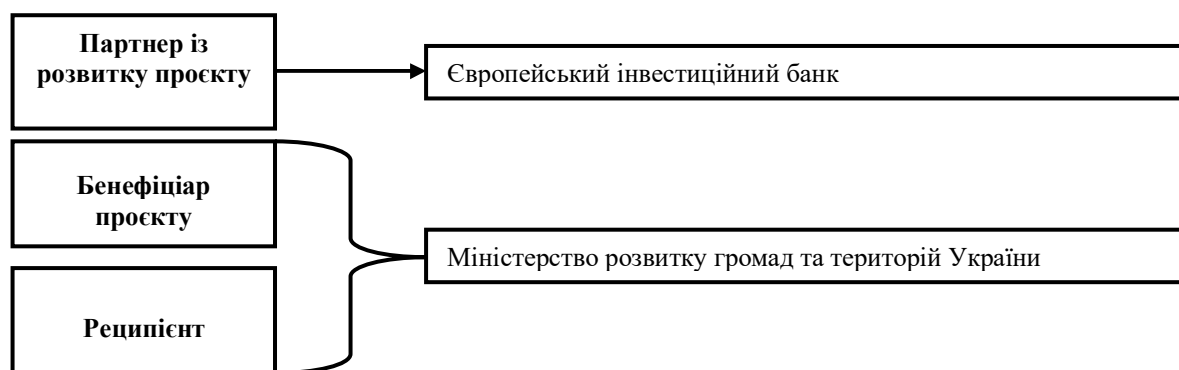 Партнер із
розвитку проєкту
Європейський інвестиційний банк
Бенефіціар
проєкту
Міністерство розвитку громад та територій України
Реципієнт